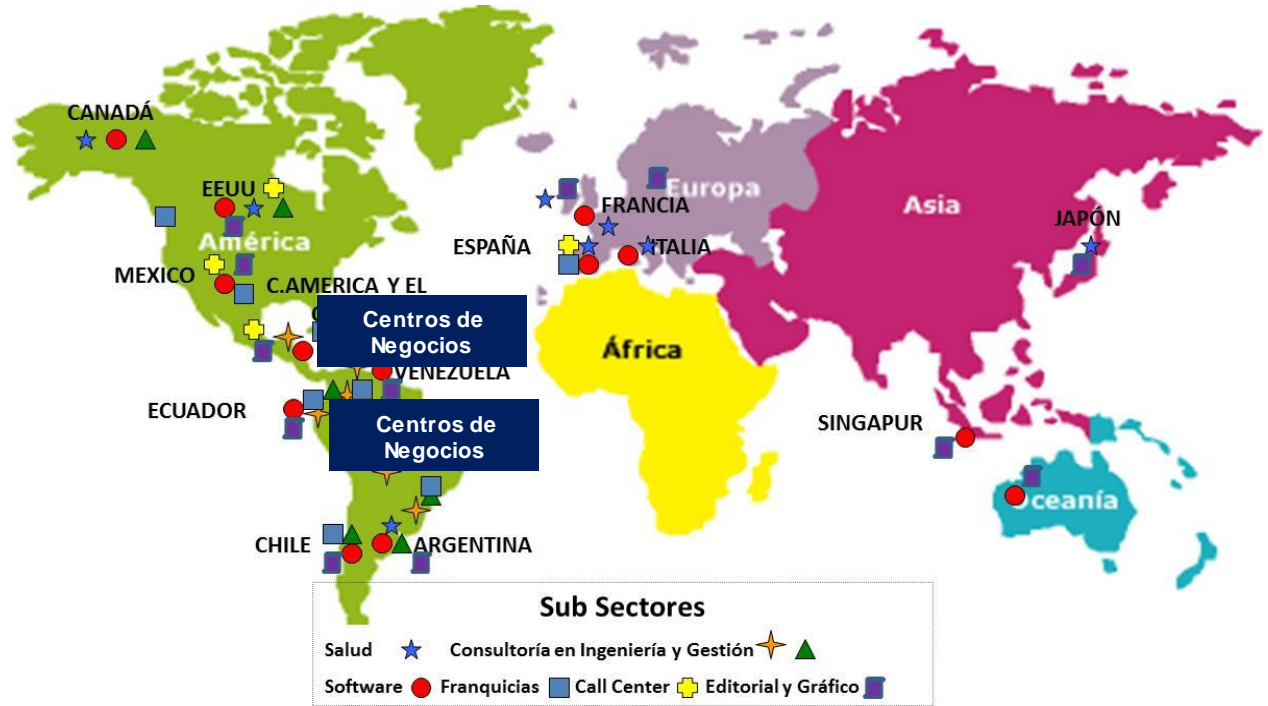 CANADÁ
EEUU
América
MEXICO
C.AMERICA Y EL
Centros de
Negocios
VENEZUELA
ECUADOR
Centros de
Negocios
CHILE
ARGENTINA
Europa
FRANCIA
ESPAÑA
ITALIA
África
Asia
JAPÓN
SINGAPUR
Oceanía
Sub Sectores
Salud Consultoría en Ingeniería y Gestión
Software Franquicias Call Center Editorial y Gráfico